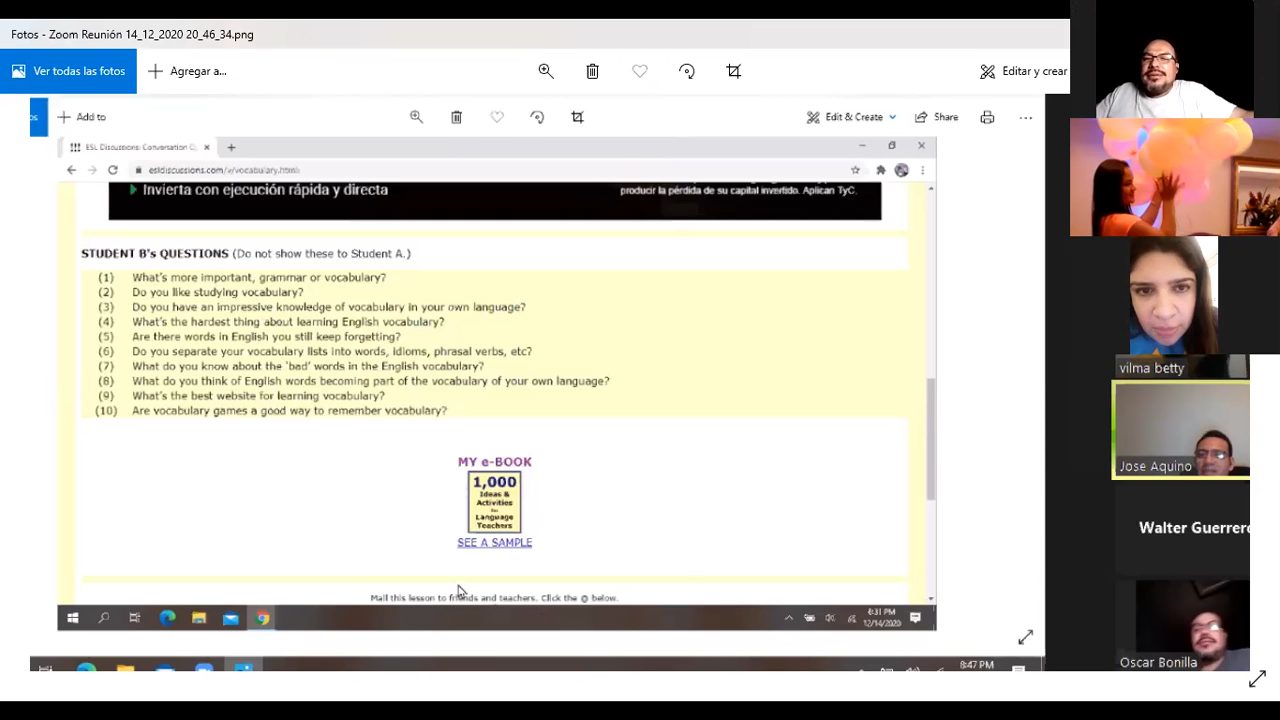 Fotos - Zoom Reunión 14_12_2020 20_46_34.png
Ver todas las fotos
Agregar a...
Editar y crear
Add to
Edit & Create
Share
ESL Discussions: Conversation
esldiscussions.com/v/vocabulary.html
Invierta con ejecución rápida y directa
producir la pérdida de su capital invertido. Aplican TyC.
STUDENT B's QUESTIONS (Do not show these to Student A.)
(1) What's more important, grammar or vocabulary?
(2) Do you like studying vocabulary?
(3) Do you have an impressive knowledge of vocabulary in your own language?
(4) What's the hardest thing about learning English vocabulary?
(5) Are there words in English you still keep forgetting?
(6) Do you separate your vocabulary lists into words, idioms, phrasal verbs, etc?
(7) What do you know about the 'bad' words in the English vocabulary?
(8) What do you think of English words becoming part of the vocabulary of your own language?
(9) What's the best website for learning vocabulary?
(10) Are vocabulary games a good way to remember vocabulary?
MY e-BOOK
1,000
Ideas &
Activities
for
Language
Teachers
SEE A SAMPLE
Mail this lesson to friends and teachers. Click the @ below.
8:31 PM
12/14/2020
8:47 PM
vilma betty
Jose Aquino
Walter Guerrero
Oscar Bonilla